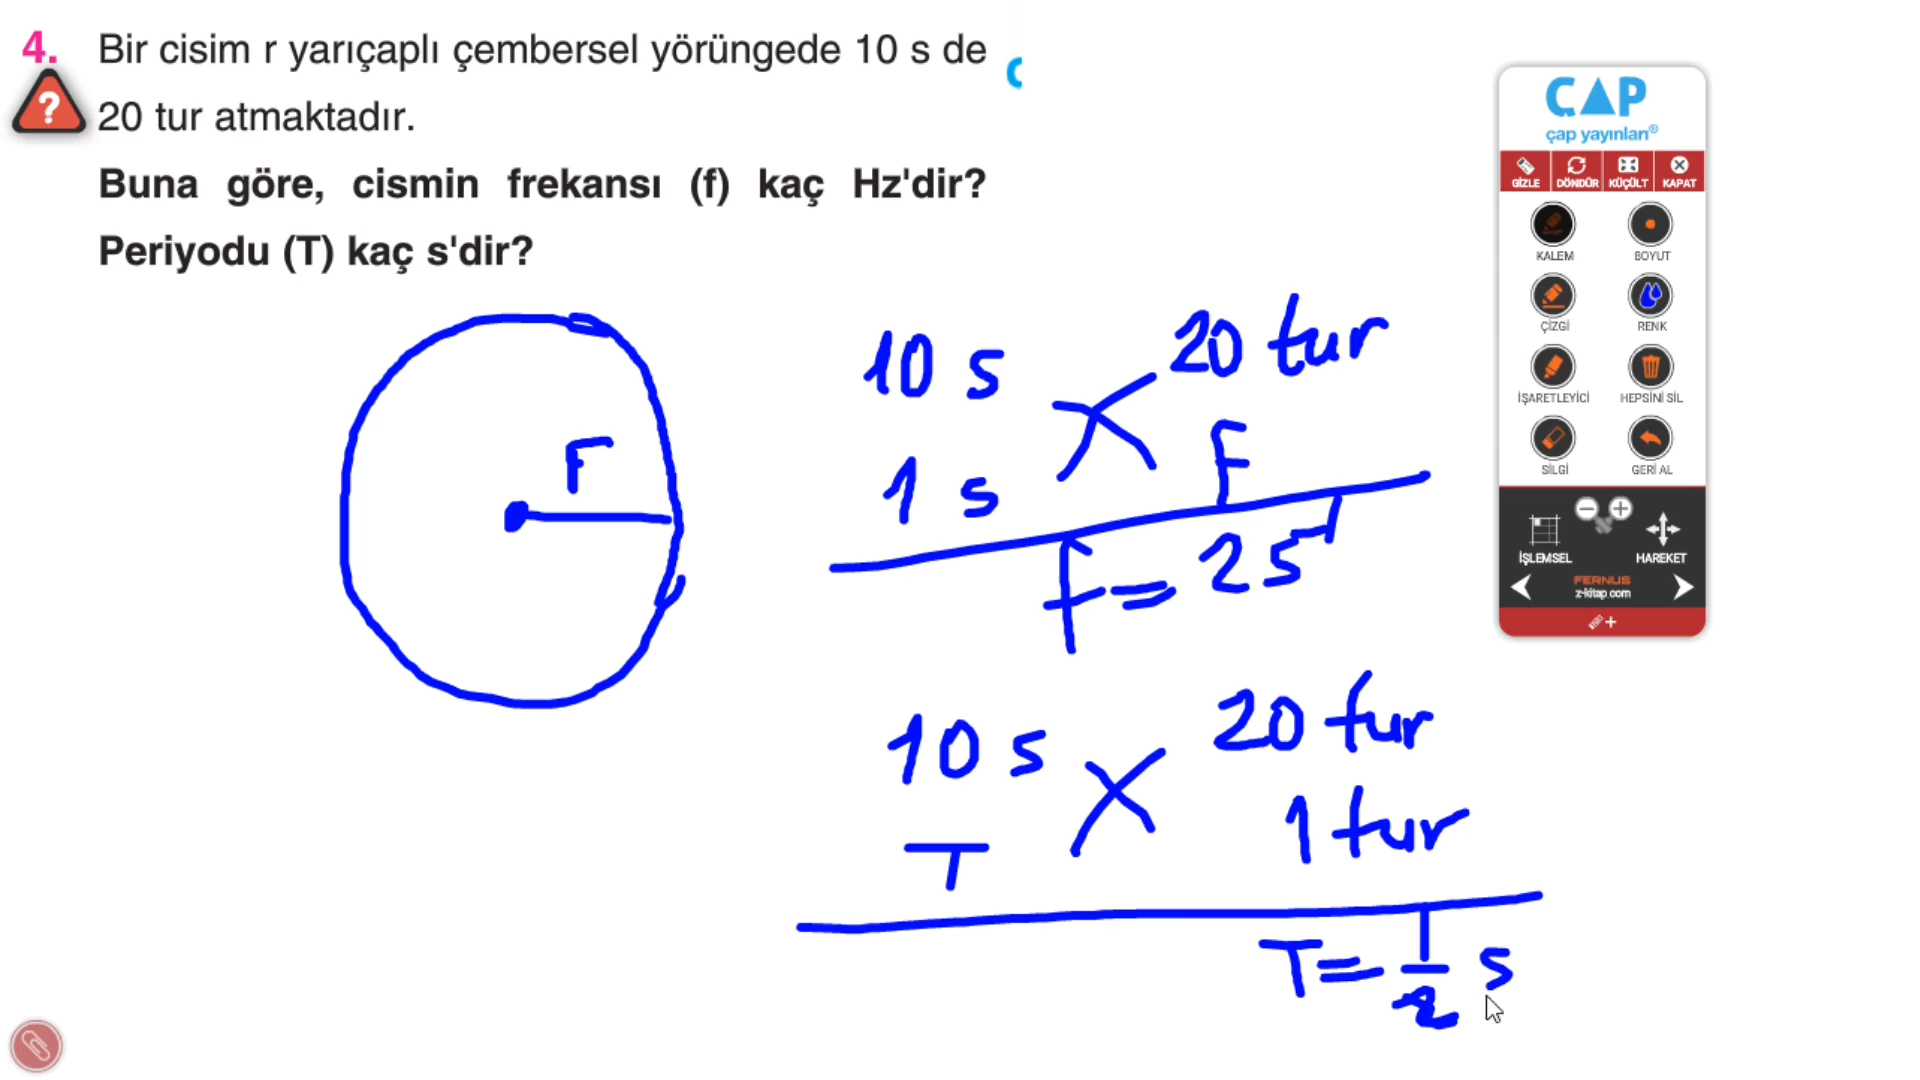 4. Bir cisim r yarıçaplı çembersel yörüngede 10 s de
20 tur atmaktadır.
?
Buna göre, cismin frekansı (f) kaç Hz'dir?
Periyodu (T) kaç s'dir?
10 s 20 tur
1 s F
f = 2 s⁻¹
r
10 s 20 tur
T 1 tur
T = 1/2 s
ÇAP
çap yayınları®
GİZLE DÖNDÜR KÜÇÜLT KAPAT
KALEM BOYUT
ÇİZGİ RENK
İŞARETLEYİCİ HEPSİNİ SİL
SİLGİ GERİ AL
İŞLEMSEL HAREKET
FERNUS
z-kitap com